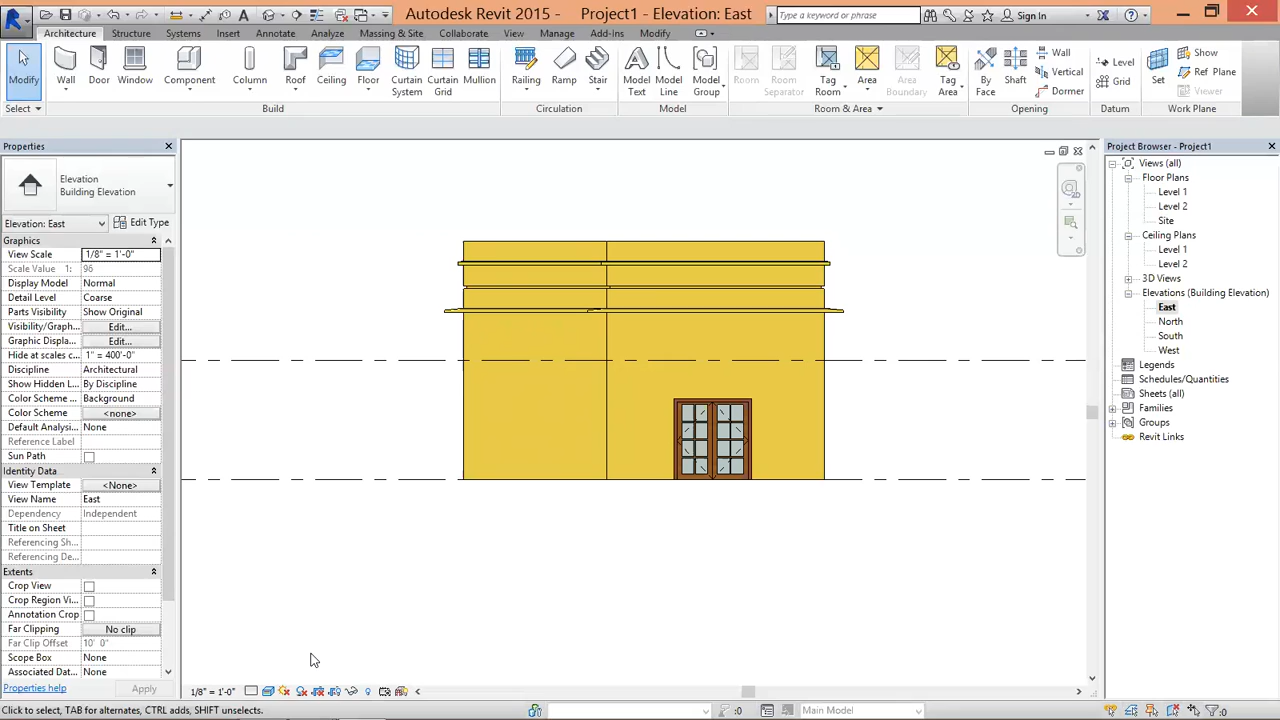 Autodesk Revit 2015 - Project1 - Elevation: East
Type a keyword or phrase
Sign In
Architecture Structure Systems Insert Annotate Analyze Massing & Site Collaborate View Manage Add-Ins Modify
Modify Wall Door Window Component Column Roof Ceiling Floor Curtain System Curtain Grid Mullion Railing Ramp Stair Model Text Model Line Model Group Room Room Separator Tag Room Area Area Boundary Tag Area By Face Shaft Wall Vertical Dormer Level Grid Set Show Ref Plane Viewer
Select Build Circulation Model Room & Area Opening Datum Work Plane
Properties
Elevation
Building Elevation
Elevation: East Edit Type
Graphics
View Scale 1/8" = 1'-0"
Scale Value 1: 96
Display Model Normal
Detail Level Coarse
Parts Visibility Show Original
Visibility/Graph... Edit...
Graphic Displa... Edit...
Hide at scales c... 1" = 400'-0"
Discipline Architectural
Show Hidden L... By Discipline
Color Scheme ... Background
Color Scheme <none>
Default Analysi... None
Reference Label
Sun Path
Identity Data
View Template <None>
View Name East
Dependency Independent
Title on Sheet
Referencing Sh...
Referencing De...
Extents
Crop View
Crop Region Vi...
Annotation Crop
Far Clipping No clip
Far Clip Offset 10' 0"
Scope Box None
Associated Dat... None
Properties help Apply
Project Browser - Project1
Views (all)
Floor Plans
Level 1
Level 2
Site
Ceiling Plans
Level 1
Level 2
3D Views
Elevations (Building Elevation)
East
North
South
West
Legends
Schedules/Quantities
Sheets (all)
Families
Groups
Revit Links
1/8" = 1'-0"
Click to select, TAB for alternates, CTRL adds, SHIFT unselects.
:0
Main Model
:0